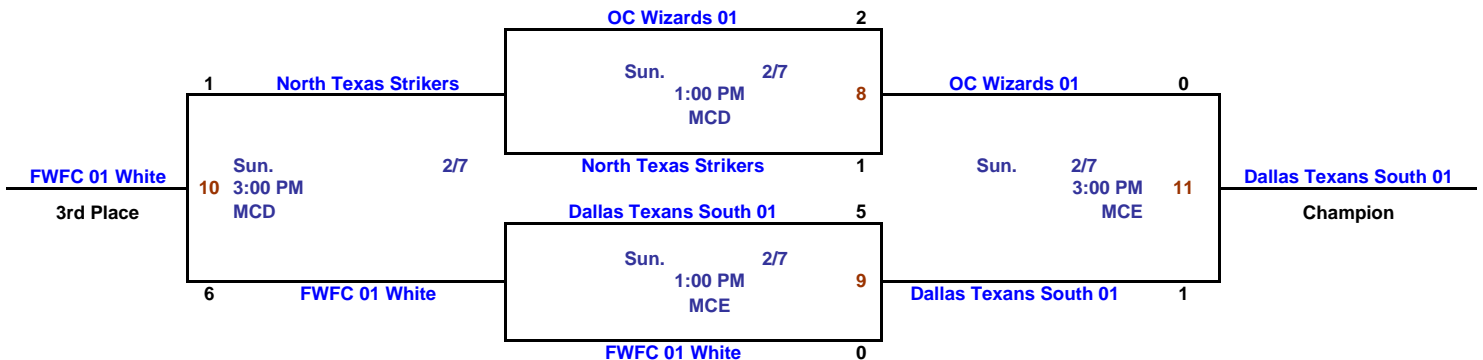 OC Wizards 01 2
Sun. 2/7
1 North Texas Strikers 1:00 PM 8 OC Wizards 01 0
MCD
North Texas Strikers 1
FWFC 01 White Sun. 2/7 Sun. 2/7 Dallas Texans South 01
10 3:00 PM 3:00 PM 11
3rd Place MCD Dallas Texans South 01 5 MCE Champion
Sun. 2/7
1:00 PM 9
6 FWFC 01 White MCE Dallas Texans South 01 1
FWFC 01 White 0